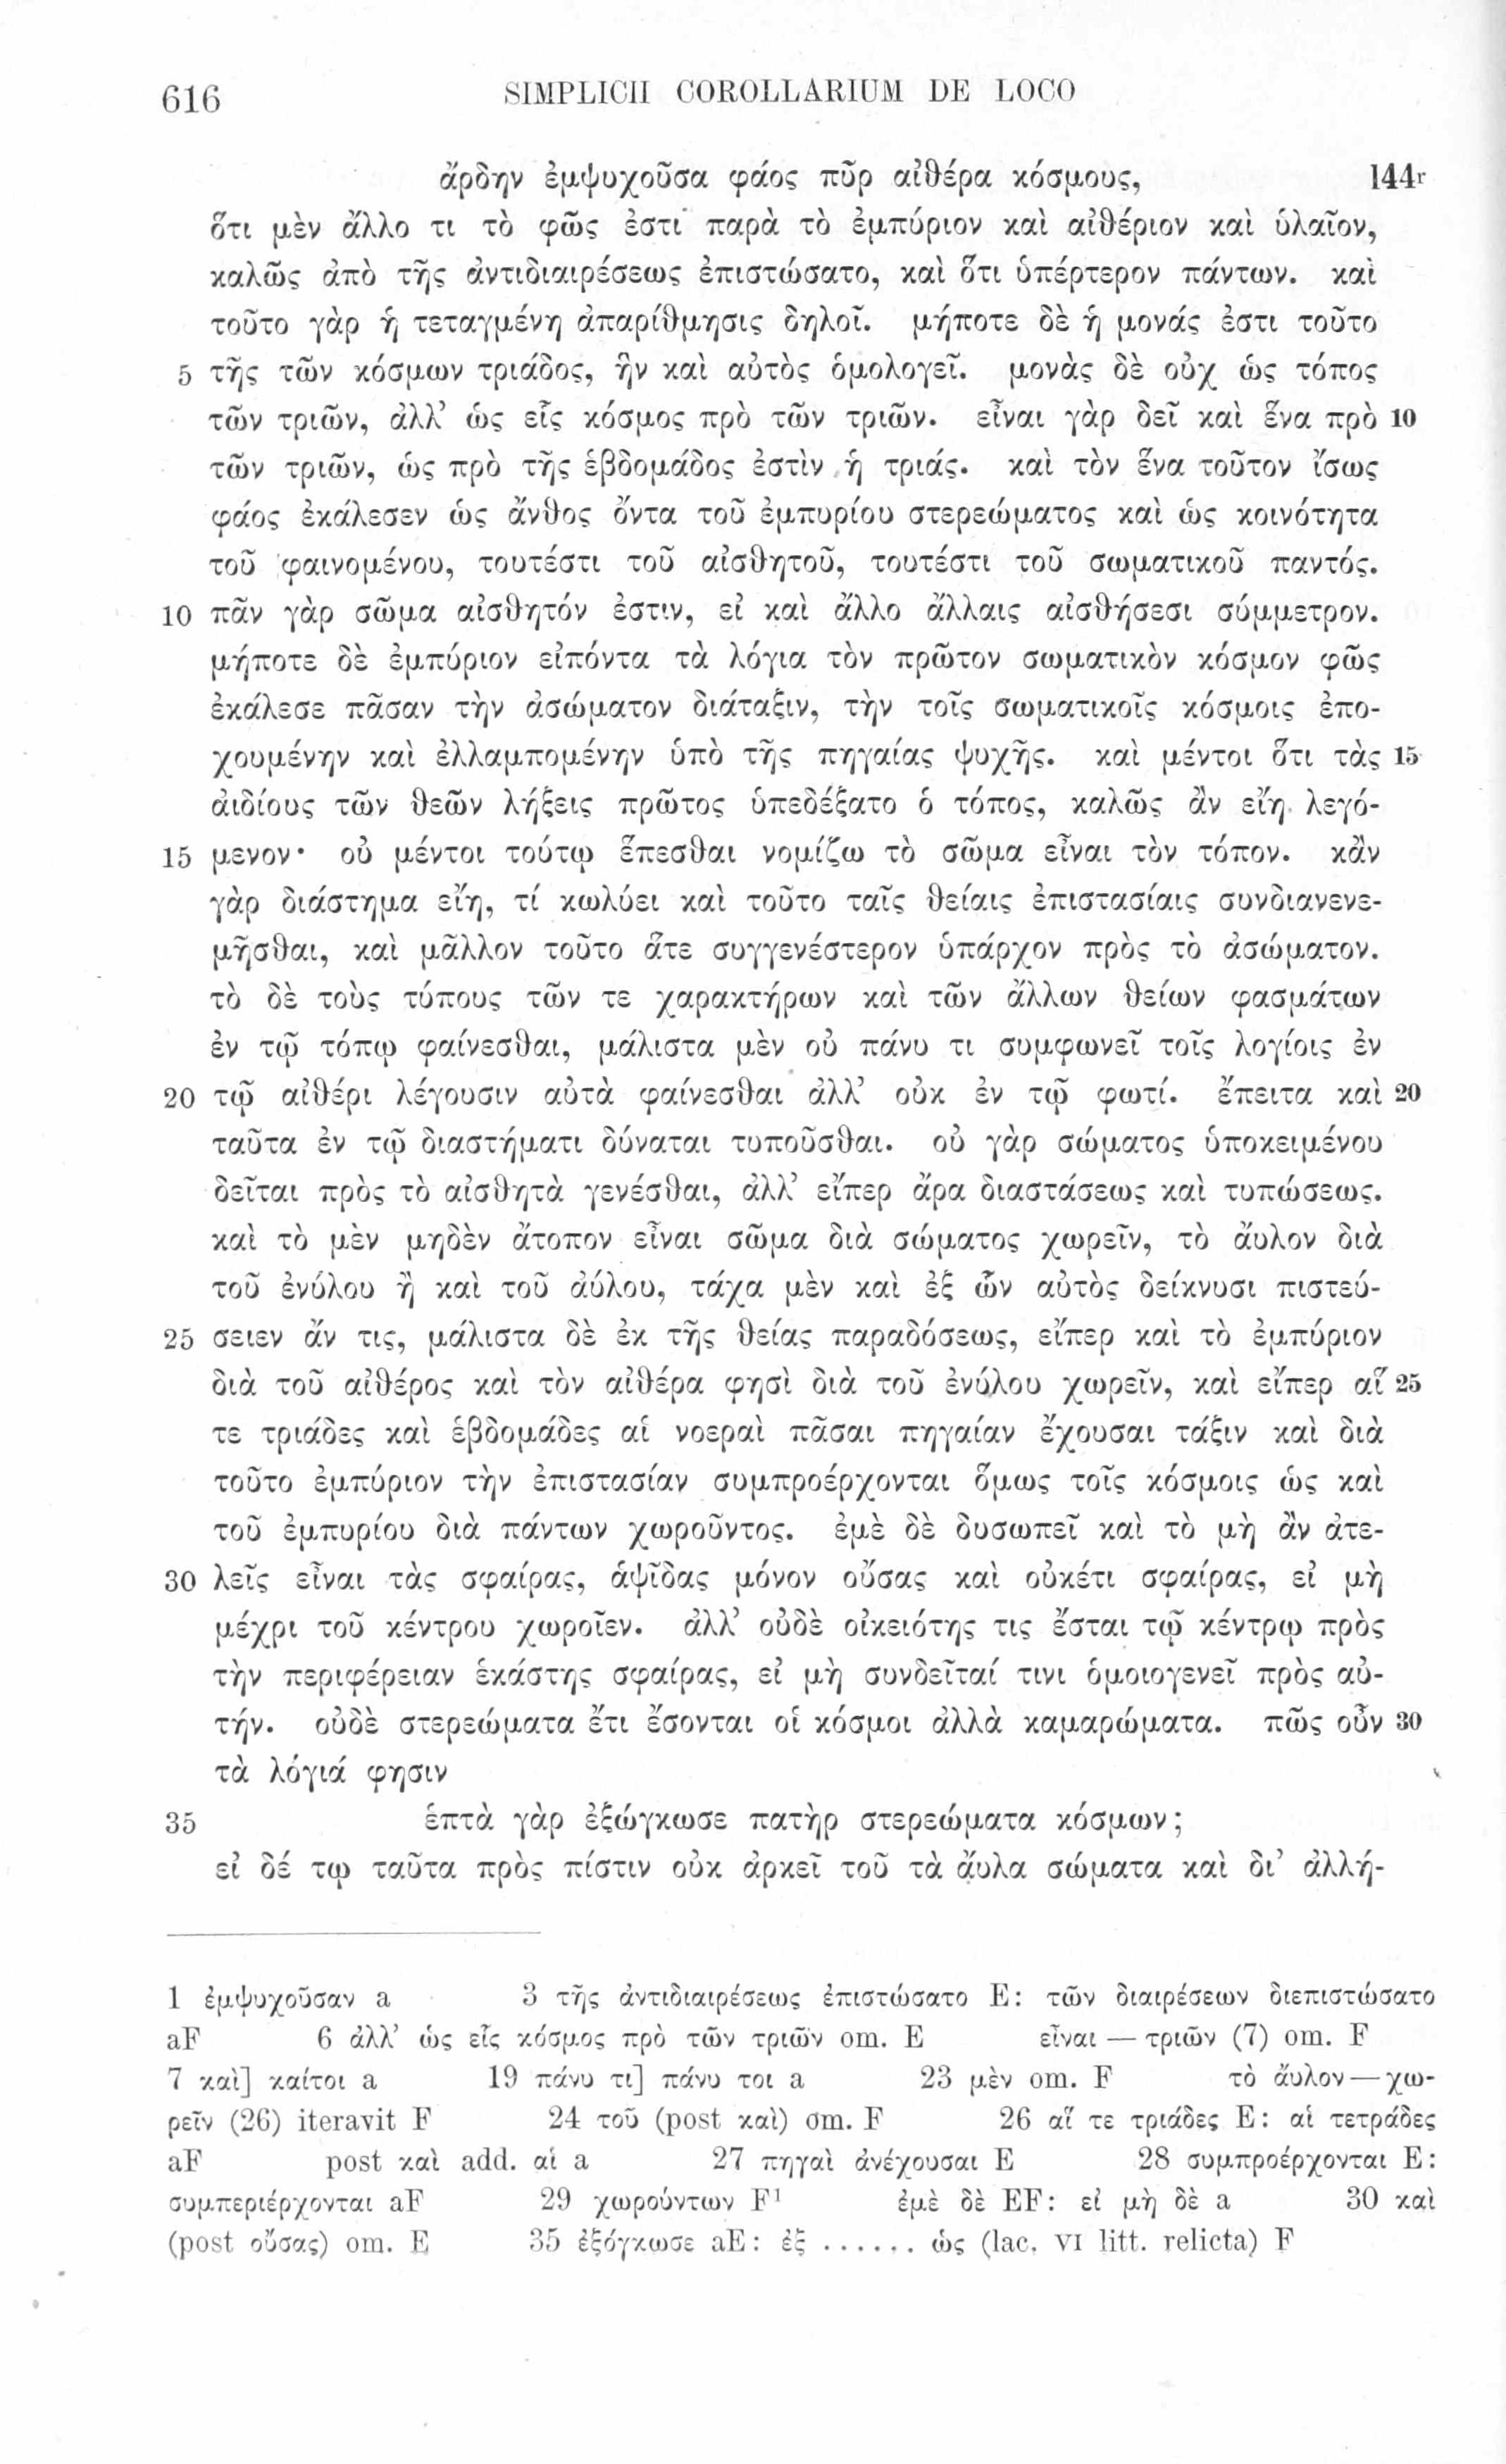 616 SIMPLICII COROLLARIUM DE LOCO
ἄρδην ἐμψυχοῦσα φάος πῦρ αἰθέρα κόσμους, 144r
ὅτι μὲν ἄλλο τι τὸ φῶς ἐστι παρὰ τὸ ἐμπύριον καὶ αἰθέριον καὶ ὑλαῖον,
καλῶς ἀπὸ τῆς ἀντιδιαιρέσεως ἐπιστώσατο, καὶ ὅτι ὑπέρτερον πάντων. καὶ
τοῦτο γὰρ ἡ τεταγμένη ἀπαρίθμησις δηλοῖ. μήποτε δὲ ἡ μονάς ἐστι τοῦτο
5 τῆς τῶν κόσμων τριάδος, ἣν καὶ αὐτὸς ὁμολογεῖ. μονὰς δὲ οὐχ ὡς τόπος
τῶν τριῶν, ἀλλ’ ὡς εἷς κόσμος πρὸ τῶν τριῶν. εἶναι γὰρ δεῖ καὶ ἕνα πρὸ 10
τῶν τριῶν, ὡς πρὸ τῆς ἑβδομάδος ἐστὶν ἡ τριάς. καὶ τὸν ἕνα τοῦτον ἴσως
φάος ἐκάλεσεν ὡς ἄνθος ὄντα τοῦ ἐμπυρίου στερεώματος καὶ ὡς κοινότητα
τοῦ φαινομένου, τουτέστι τοῦ αἰσθητοῦ, τουτέστι τοῦ σωματικοῦ παντός.
10 πᾶν γὰρ σῶμα αἰσθητόν ἐστιν, εἰ καὶ ἄλλο ἄλλαις αἰσθήσεσι σύμμετρον.
μήποτε δὲ ἐμπύριον εἰπόντα τὰ λόγια τὸν πρῶτον σωματικὸν κόσμον φῶς
ἐκάλεσε πᾶσαν τὴν ἀσώματον διάταξιν, τὴν τοῖς σωματικοῖς κόσμοις ἐπο-
χουμένην καὶ ἐλλαμπομένην ὑπὸ τῆς πηγαίας ψυχῆς. καὶ μέντοι ὅτι τὰς 15
ἀιδίους τῶν θεῶν λήξεις πρῶτος ὑπεδέξατο ὁ τόπος, καλῶς ἂν εἴη λεγό-
15 μενον· οὐ μέντοι τούτῳ ἕπεσθαι νομίζω τὸ σῶμα εἶναι τὸν τόπον. κἂν
γὰρ διάστημα εἴη, τί κωλύει καὶ τοῦτο ταῖς θείαις ἐπιστασίαις συνδιανενε-
μῆσθαι, καὶ μᾶλλον τοῦτο ἅτε συγγενέστερον ὑπάρχον πρὸς τὸ ἀσώματον.
τὸ δὲ τοὺς τύπους τῶν τε χαρακτήρων καὶ τῶν ἄλλων θείων φασμάτων
ἐν τῷ τόπῳ φαίνεσθαι, μάλιστα μὲν οὐ πάνυ τι συμφωνεῖ τοῖς λογίοις ἐν
20 τῷ αἰθέρι λέγουσιν αὐτὰ φαίνεσθαι ἀλλ’ οὐκ ἐν τῷ φωτί. ἔπειτα καὶ 20
ταῦτα ἐν τῷ διαστήματι δύναται τυποῦσθαι. οὐ γὰρ σώματος ὑποκειμένου
δεῖται πρὸς τὸ αἰσθητὰ γενέσθαι, ἀλλ’ εἴπερ ἄρα διαστάσεως καὶ τυπώσεως.
καὶ τὸ μὲν μηδὲν ἄτοπον εἶναι σῶμα διὰ σώματος χωρεῖν, τὸ ἄυλον διὰ
τοῦ ἐνύλου ἢ καὶ τοῦ ἀύλου, τάχα μὲν καὶ ἐξ ὧν αὐτὸς δείκνυσι πιστεύ-
25 σειεν ἄν τις, μάλιστα δὲ ἐκ τῆς θείας παραδόσεως, εἴπερ καὶ τὸ ἐμπύριον
διὰ τοῦ αἰθέρος καὶ τὸν αἰθέρα φησὶ διὰ τοῦ ἐνύλου χωρεῖν, καὶ εἴπερ αἵ 25
τε τριάδες καὶ ἑβδομάδες αἱ νοεραὶ πᾶσαι πηγαίαν ἔχουσαι τάξιν καὶ διὰ
τοῦτο ἐμπύριον τὴν ἐπιστασίαν συμπροέρχονται ὅμως τοῖς κόσμοις ὡς καὶ
τοῦ ἐμπυρίου διὰ πάντων χωροῦντος. ἐμὲ δὲ δυσωπεῖ καὶ τὸ μὴ ἂν ἀτε-
30 λεῖς εἶναι τὰς σφαίρας, ἁψῖδας μόνον οὔσας καὶ οὐκέτι σφαίρας, εἰ μὴ
μέχρι τοῦ κέντρου χωροῖεν. ἀλλ’ οὐδὲ οἰκειότης τις ἔσται τῷ κέντρῳ πρὸς
τὴν περιφέρειαν ἑκάστης σφαίρας, εἰ μὴ συνδεῖταί τινι ὁμοιογενεῖ πρὸς αὐ-
τήν. οὐδὲ στερεώματα ἔτι ἔσονται οἱ κόσμοι ἀλλὰ καμαρώματα. πῶς οὖν 30
τὰ λόγιά φησιν
35 ἑπτὰ γὰρ ἐξώγκωσε πατὴρ στερεώματα κόσμων;
εἰ δέ τῳ ταῦτα πρὸς πίστιν οὐκ ἀρκεῖ τοῦ τὰ ἄυλα σώματα καὶ δι’ ἀλλή-
1 ἐμψυχοῦσαν a 3 τῆς ἀντιδιαιρέσεως ἐπιστώσατο E: τῶν διαιρέσεων διεπιστώσατο
aF 6 ἀλλ’ ὡς εἷς κόσμος πρὸ τῶν τριῶν om. E εἶναι — τριῶν (7) om. F
7 καὶ] καίτοι a 19 πάνυ τι] πάνυ τοι a 23 μὲν om. F τὸ ἄυλον — χω-
ρεῖν (26) iteravit F 24 τοῦ (post καὶ) om. F 26 αἵ τε τριάδες E: αἱ τετράδες
aF post καὶ add. αἱ a 27 πηγαὶ ἀνέχουσαι E 28 συμπροέρχονται E:
συμπεριέρχονται aF 29 χωρούντων F¹ ἐμὲ δὲ EF: εἰ μὴ δὲ a 30 καὶ
(post οὔσας) om. E 35 ἐξόγκωσε aE: ἐξ ...... ὡς (lac. VI litt. relicta) F